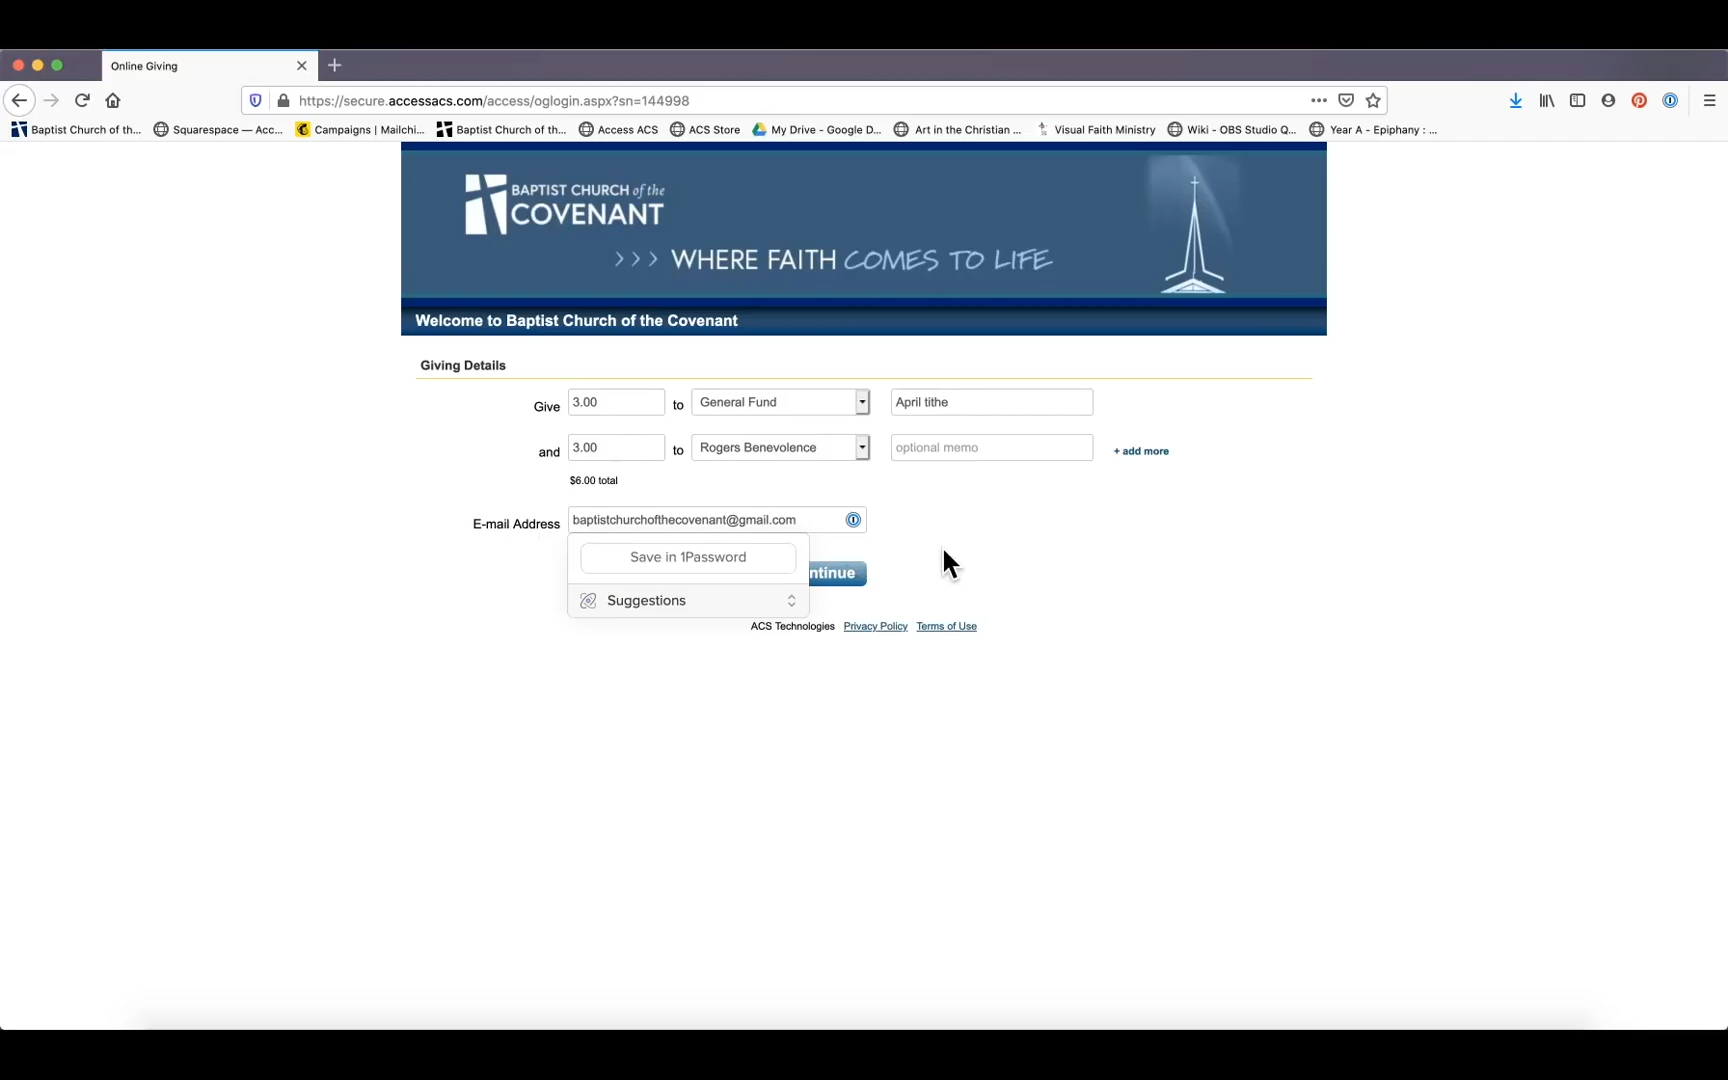 Online Giving
https://secure.accessacs.com/access/oglogin.aspx?sn=144998
Baptist Church of th... Squarespace — Acc... Campaigns | Mailchi... Baptist Church of th... Access ACS ACS Store My Drive - Google D... Art in the Christian ... Visual Faith Ministry Wiki - OBS Studio Q... Year A - Epiphany : ...
BAPTIST CHURCH of the
COVENANT
>>> WHERE FAITH COMES TO LIFE
Welcome to Baptist Church of the Covenant
Giving Details
Give 3.00 to General Fund April tithe
and 3.00 to Rogers Benevolence optional memo + add more
$6.00 total
E-mail Address baptistchurchofthecovenant@gmail.com
Save in 1Password
ntinue
Suggestions
ACS Technologies Privacy Policy Terms of Use